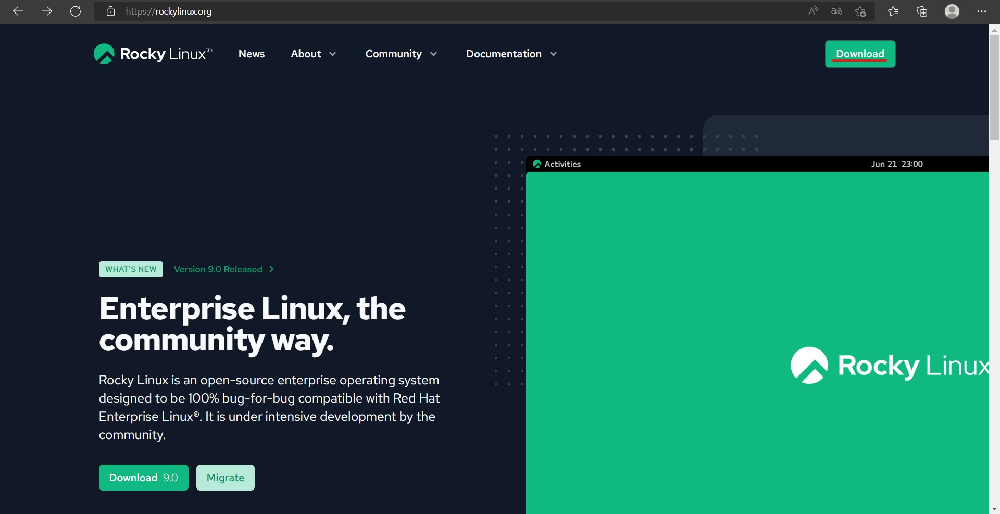 https://rockylinux.org
Rocky Linux™
News
About
Community
Documentation
Download
Activities
Jun 21 23:00
WHAT'S NEW
Version 9.0 Released
Enterprise Linux, the
community way.
Rocky Linux
Rocky Linux is an open-source enterprise operating system
designed to be 100% bug-for-bug compatible with Red Hat
Enterprise Linux®. It is under intensive development by the
community.
Download 9.0
Migrate